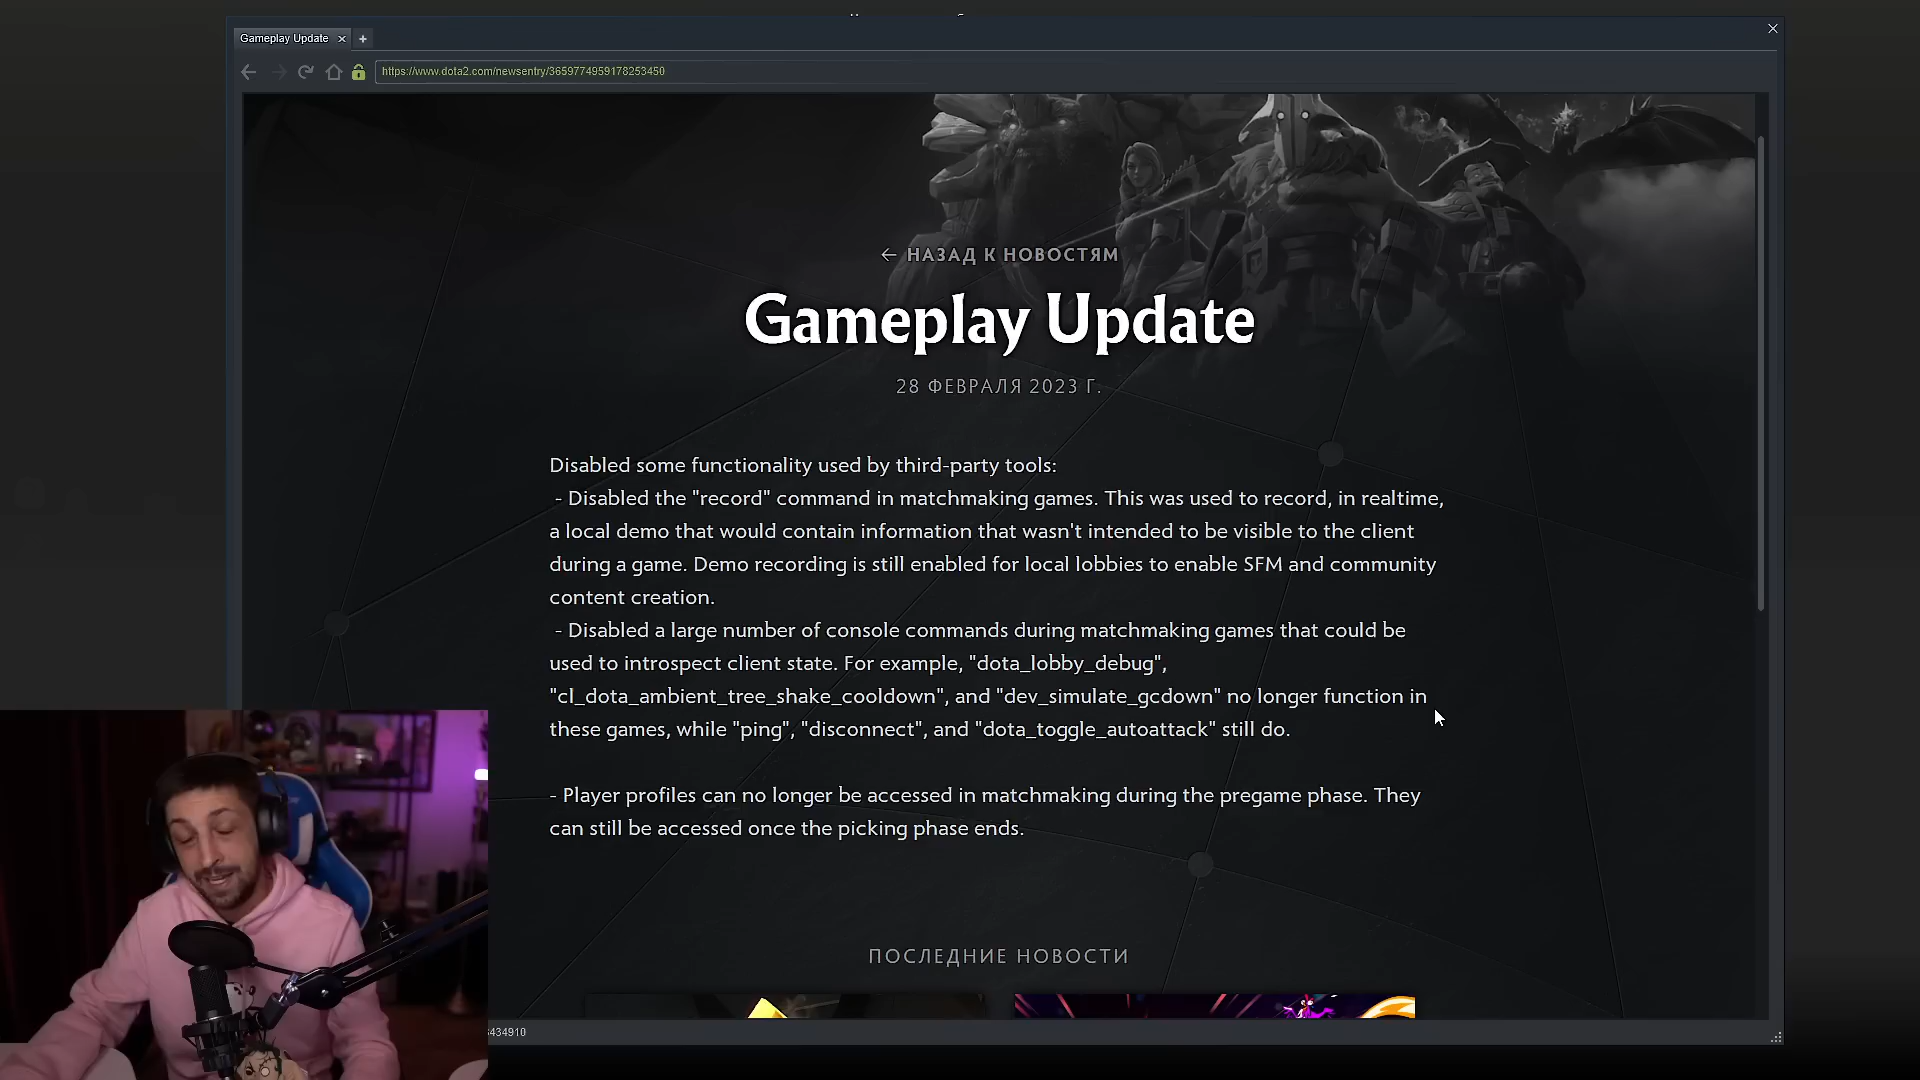 Gameplay Update
https://www.dota2.com/newsentry/3659774959178253450
← НАЗАД К НОВОСТЯМ
Gameplay Update
28 ФЕВРАЛЯ 2023 Г.
Disabled some functionality used by third-party tools:
- Disabled the "record" command in matchmaking games. This was used to record, in realtime,
a local demo that would contain information that wasn't intended to be visible to the client
during a game. Demo recording is still enabled for local lobbies to enable SFM and community
content creation.
- Disabled a large number of console commands during matchmaking games that could be
used to introspect client state. For example, "dota_lobby_debug",
"cl_dota_ambient_tree_shake_cooldown", and "dev_simulate_gcdown" no longer function in
these games, while "ping", "disconnect", and "dota_toggle_autoattack" still do.
- Player profiles can no longer be accessed in matchmaking during the pregame phase. They
can still be accessed once the picking phase ends.
ПОСЛЕДНИЕ НОВОСТИ
434910